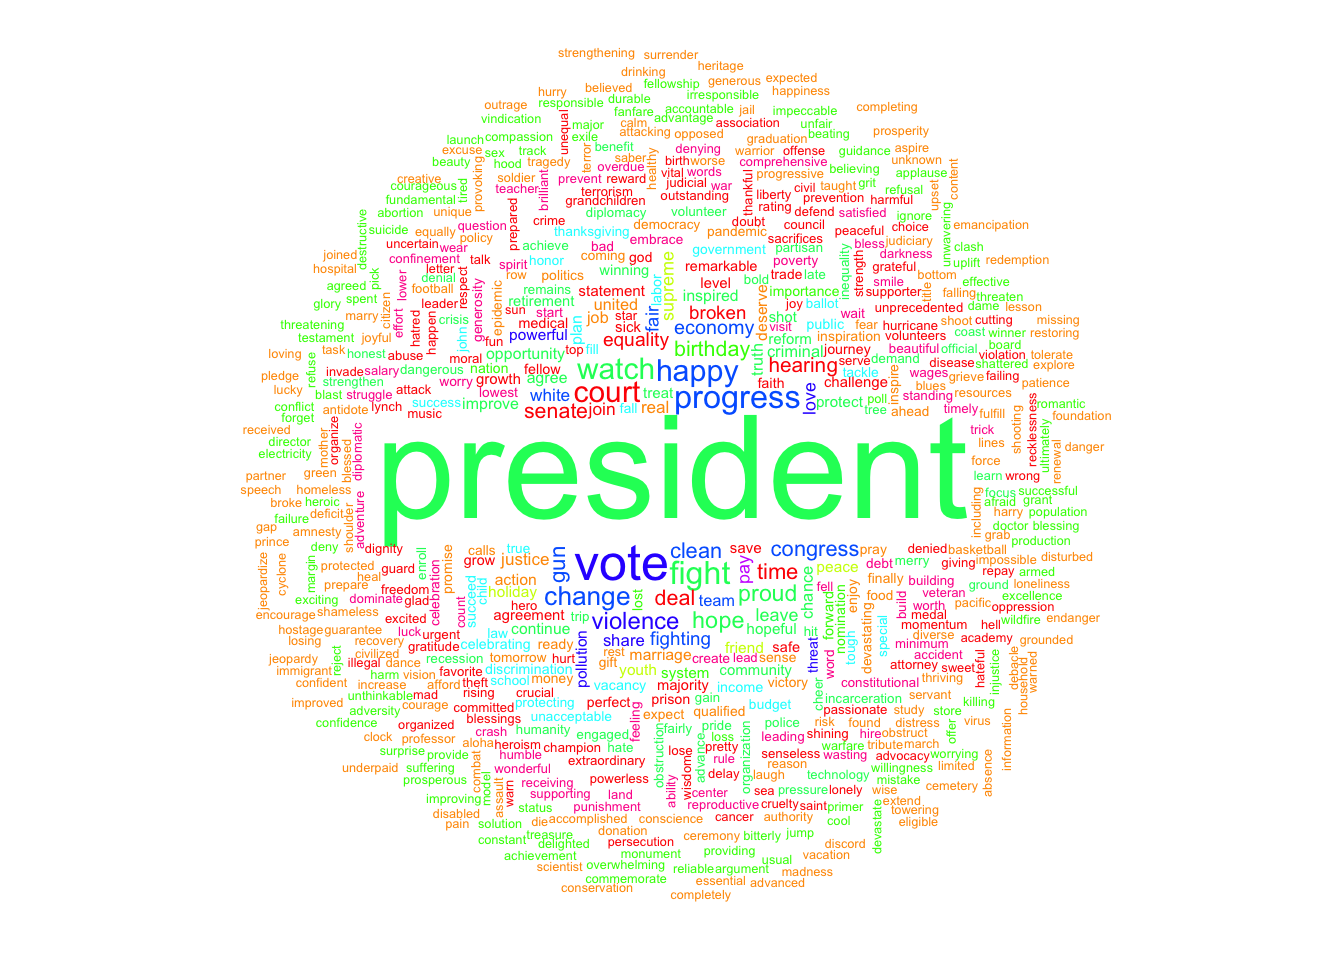 strengthening surrender
heritage
drinking
fellowship generous expected
hurry believed irresponsible happiness
outrage responsible durable accountable jail impeccable completing
vindication fanfare advantage association unfair
major calm attacking opposed beating prosperity
launch compassion exile unequal graduation
excuse sex track benefit denying warrior offense guidance aspire
beauty hood tragedy terror saber healthy birth worse comprehensive believing unknown
creative soldier overdue vital words progressive applause
courageous tired provoking teacher brilliant prevent reward judicial war thankful liberty civil taught grit refusal upset content
fundamental terrorism outstanding prevention harmful
abortion unique prepared grandchildren rating defend satisfied ignore unwavering
suicide equally question crime diplomacy volunteer doubt council peaceful choice emancipation
destructive policy thanksgiving democracy pandemic sacrifices judiciary
uncertain wear achieve embrace partisan bless clash
joined confinement talk honor bad coming god government poverty darkness uplift redemption
hospital pick letter spirit row politics winning remarkable inequality strength grateful bottom
agreed lower denial respect generosity remains labor supreme level bold trade late smile title effective
glory spent citizen football epidemic retirement statement fair inspired importance supporter falling threaten
marry effort hatred leader sun start united broken deserve joy ballot unprecedented dame lesson
threatening happen crisis medical job star shot visit public wait shoot cutting missing
testament joyful john fun powerful plan sick economy fear hurricane coast winner restoring
task honest abuse moral opportunity top fill equality birthday truth reform inspiration volunteers board
loving refuse invade salary dangerous nation fellow criminal journey beautiful official violation tolerate
pledge strengthen worry growth agree watch happy hearing serve demand disease shattered explore
lucky blast struggle attack lowest white treat faith challenge tackle wages inspire blues grieve failing patience
conflict antidote lynch success improve court progress love protect poll standing resources romantic
forget music senate join fall real tree ahead timely fulfill foundation
received organize trick shooting recklessness
director mother blessed diplomatic lines ultimately renewal danger
electricity president force
partner green learn wrong
speech homeless shoulder adventure including focus successful
broke heroic afraid grant
failure deficit harry population
gap amnesty doctor blessing
prince deny grab production
jeopardize cyclone margin dignity enroll promise calls true gun vote clean save congress pray denied basketball disturbed
protected guard grow justice fight pay time peace debt merry giving impossible
prepare heal freedom succeed child action change chance fell finally building repay armed
exciting dominate glad celebration holiday lost deal team proud forward enjoy food veteran ground loneliness
encourage shameless count hero build worth pacific excellence
hostage guarantee excited agreement trip violence hope leave nomination devastating medal oppression endanger
losing recovery luck urgent law continue hopeful hit tough special momentum hell wildfire
jeopardy civilized gratitude celebrating ready pollution share fighting friend safe threat word diverse academy grounded
reject illegal dance recession tomorrow hurt rest marriage create lead sense minimum accident hateful injustice debacle household warned
immigrant harm vision favorite discrimination gift youth system community attorney sweet
confident increase afford theft school money vacancy majority income victory cheer constitutional thriving
improved unthinkable mad rising crucial protecting perfect prison gain budget incarceration servant killing
adversity courage committed unacceptable feeling expect qualified passionate study store
confidence organized blessings humanity engaged fairly pride police risk found distress offer virus
clock professor crash hate obstruction loss leading shining hire obstruct information
surprise aloha heroism champion lose advance pretty organization senseless warfare tribute march
provide humble extraordinary wisdom rule reason wasting advocacy worrying
underpaid suffering combat wonderful powerless ability delay laugh technology willingness limited absence
prosperous model assault warn receiving land center sea pressure lonely mistake cemetery
improving supporting punishment reproductive cruelty saint wise extend
disabled status cancer primer devastate towering
pain solution die accomplished conscience authority cool eligible
constant treasure donation ceremony bitterly jump discord
delighted persecution
achievement monument providing usual vacation
scientist overwhelming reliable argument madness
commemorate essential advanced
conservation completely